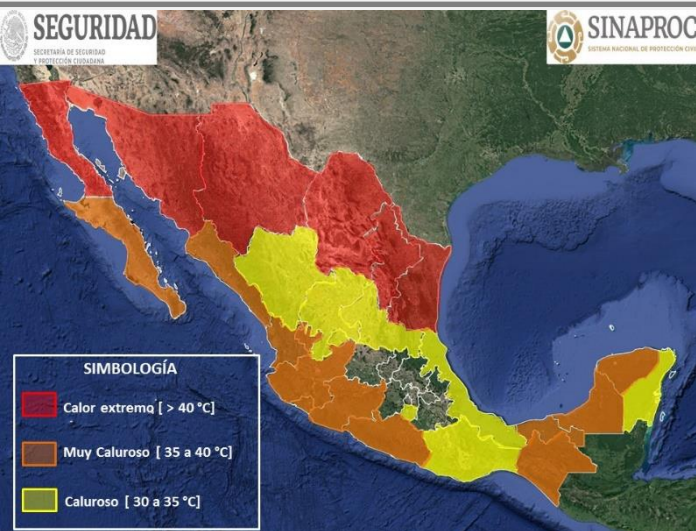 SEGURIDAD
SECRETARÍA DE SEGURIDAD
Y PROTECCIÓN CIUDADANA
SINAPROC
SISTEMA NACIONAL DE PROTECCIÓN CIVIL
SIMBOLOGÍA
Calor extremo [ > 40 °C]
Muy Caluroso [ 35 a 40 °C]
Caluroso [ 30 a 35 °C]